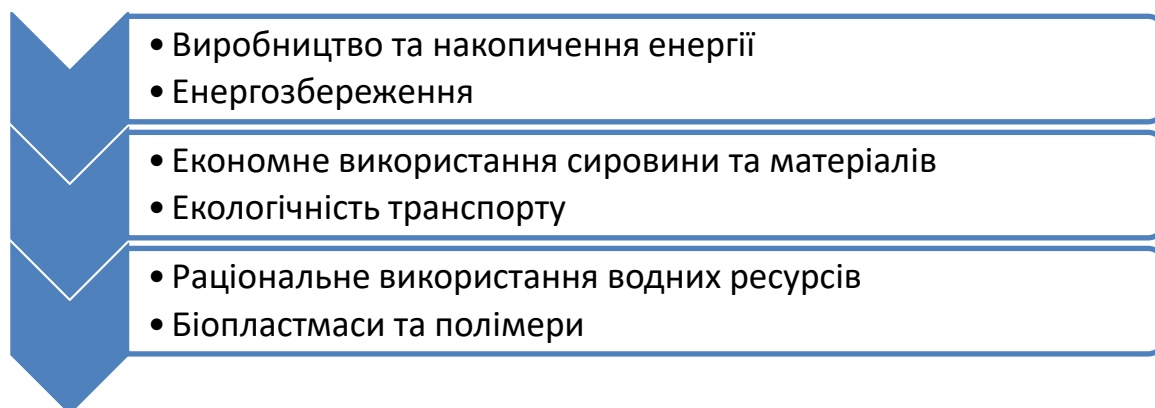 • Виробництво та накопичення енергії
• Енергозбереження
• Економне використання сировини та матеріалів
• Екологічність транспорту
• Раціональне використання водних ресурсів
• Біопластмаси та полімери